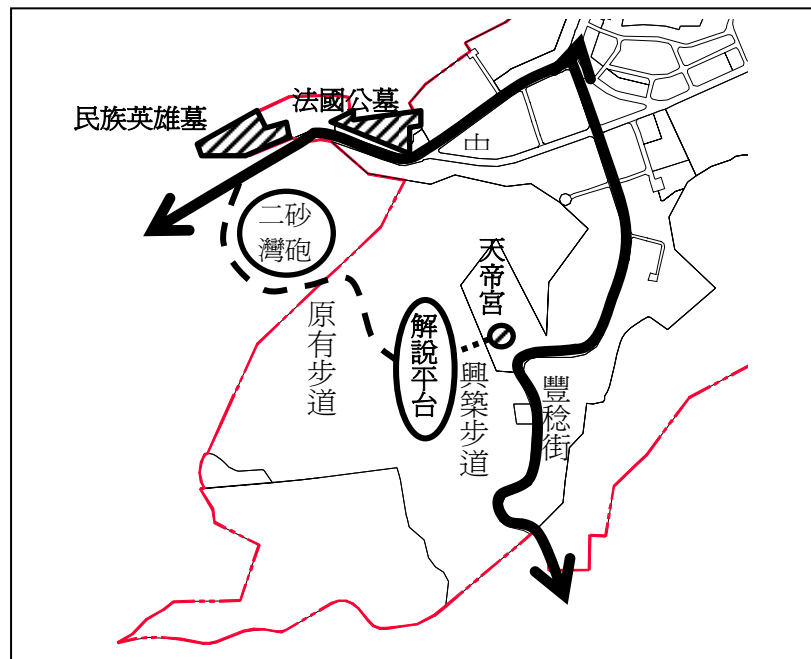 法國公墓
民族英雄墓
中
二砂
灣砲
天帝宮
解說平台
原有步道
興築步道
豐稔街